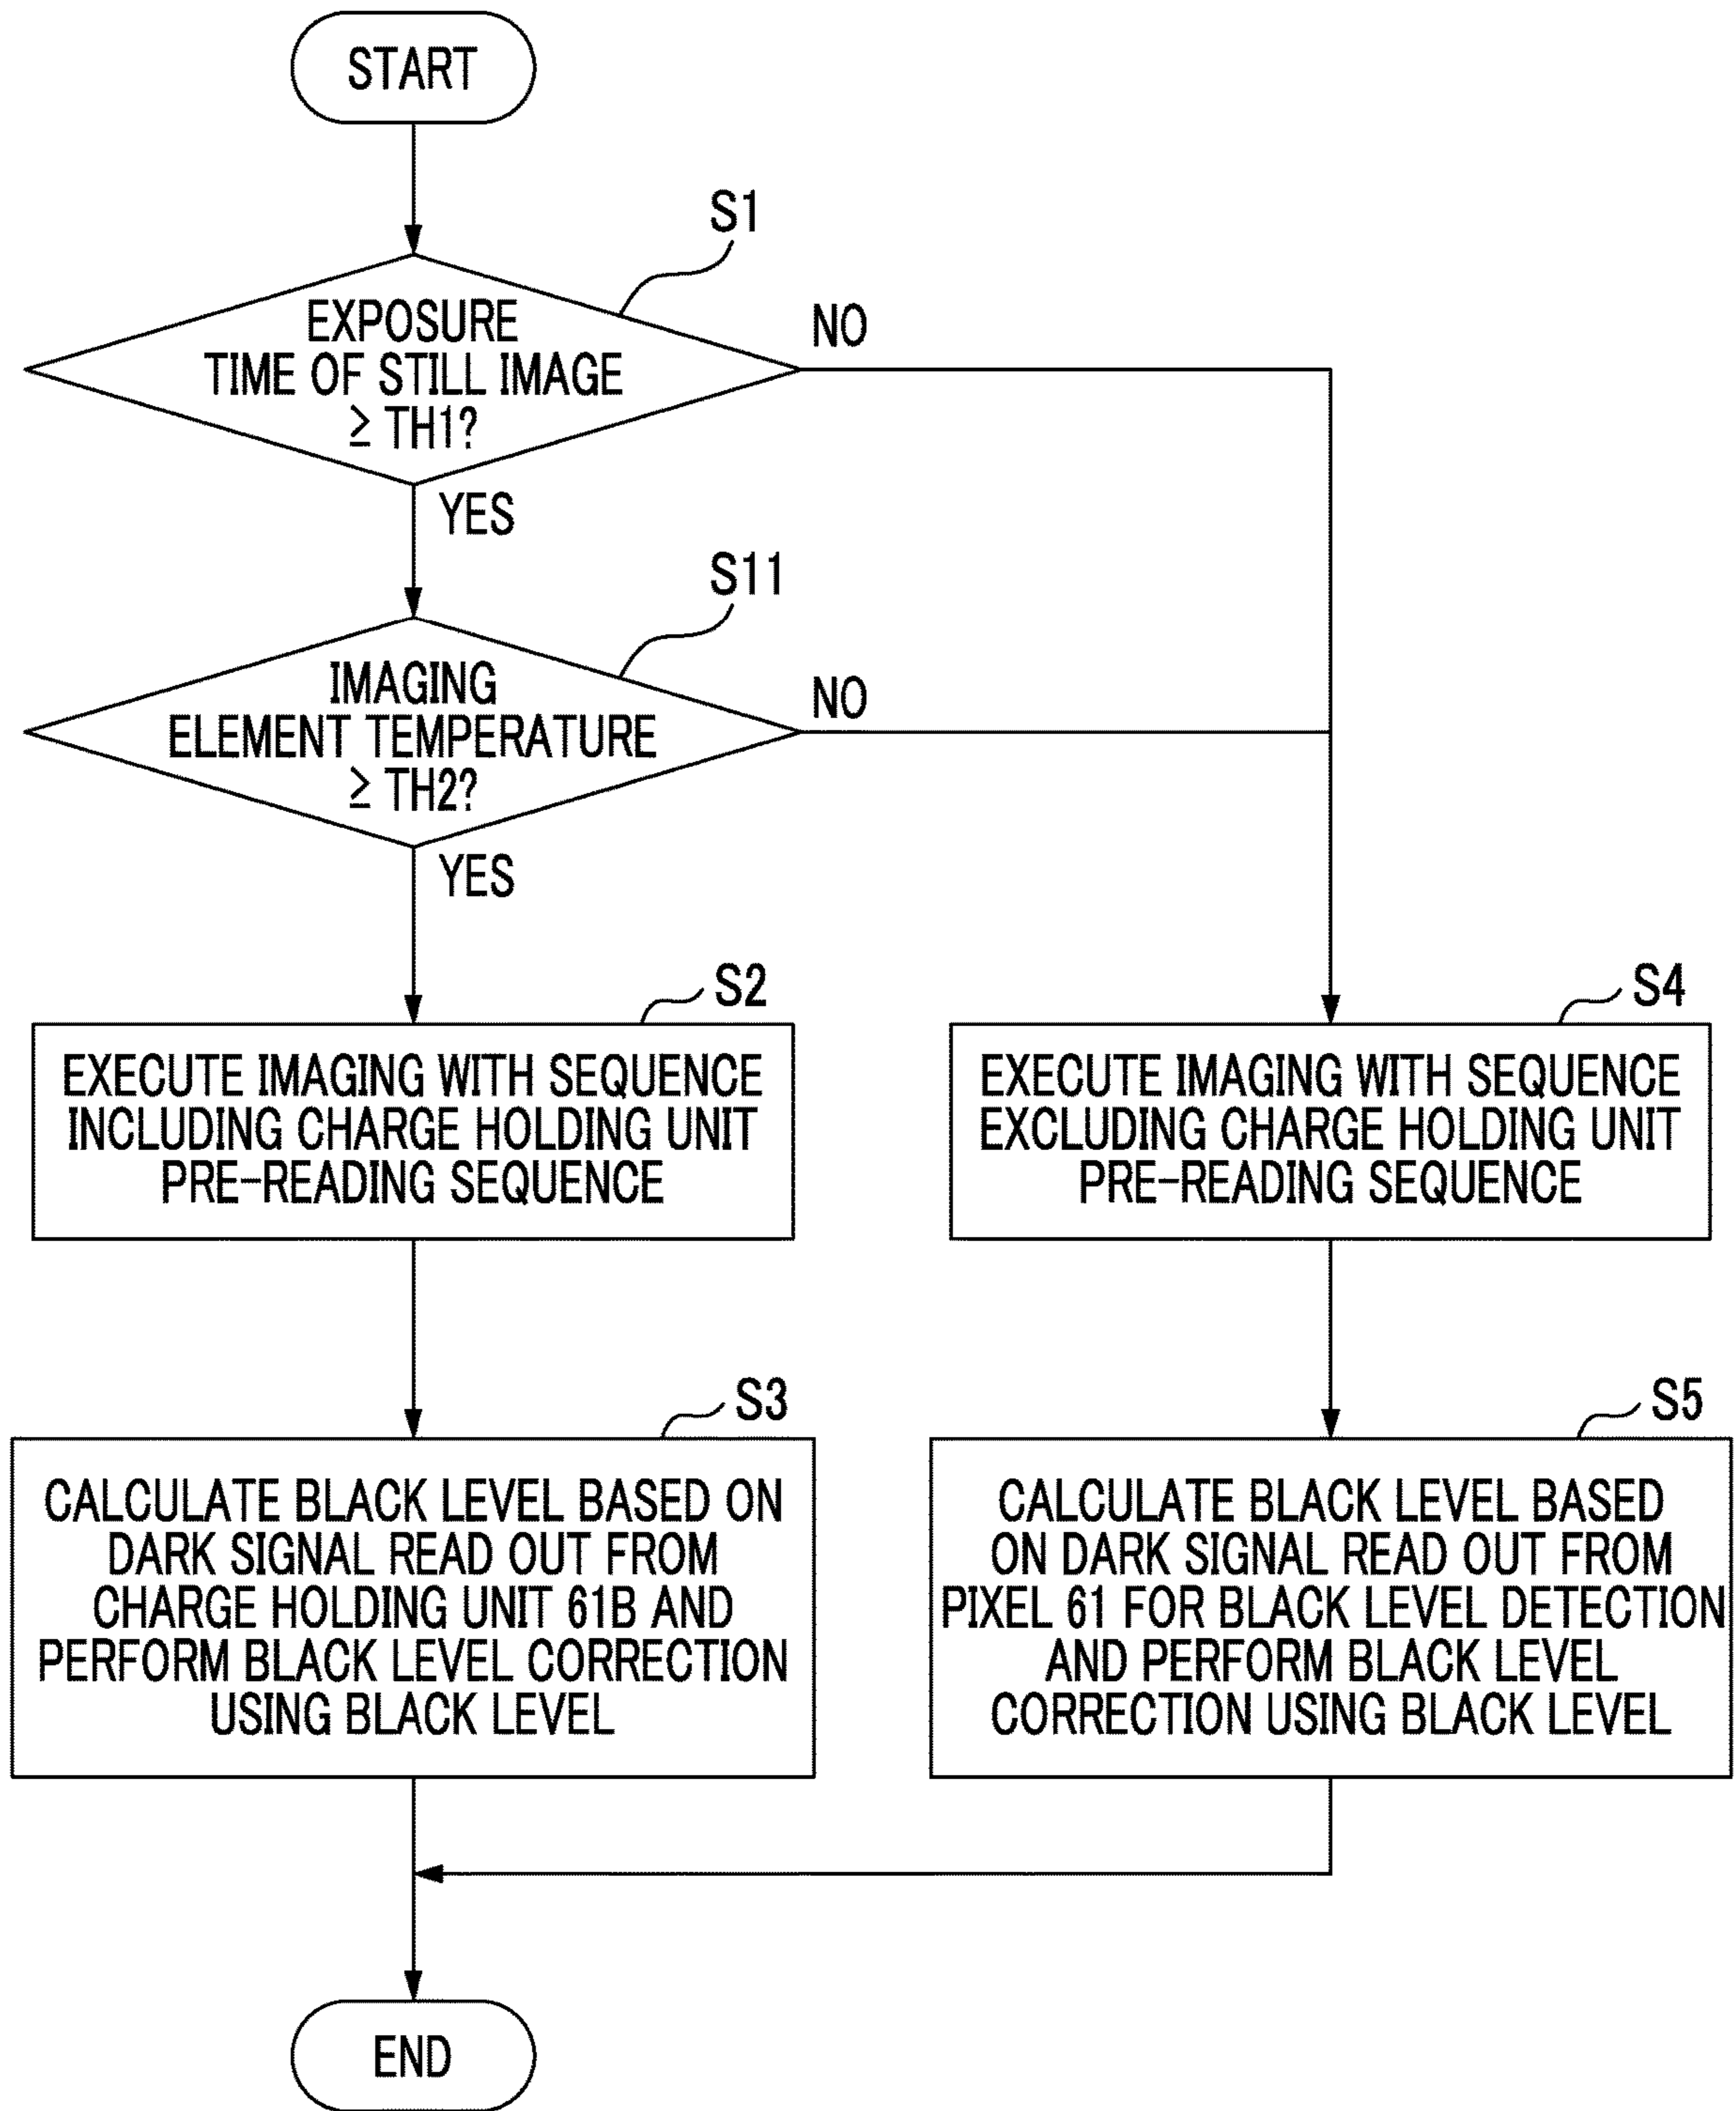 START
S1
EXPOSURE
TIME OF STILL IMAGE
≥ TH1?
NO
YES
S11
IMAGING
ELEMENT TEMPERATURE
≥ TH2?
NO
YES
S2
EXECUTE IMAGING WITH SEQUENCE
INCLUDING CHARGE HOLDING UNIT
PRE-READING SEQUENCE
S4
EXECUTE IMAGING WITH SEQUENCE
EXCLUDING CHARGE HOLDING UNIT
PRE-READING SEQUENCE
S3
CALCULATE BLACK LEVEL BASED ON
DARK SIGNAL READ OUT FROM
CHARGE HOLDING UNIT 61B AND
PERFORM BLACK LEVEL CORRECTION
USING BLACK LEVEL
S5
CALCULATE BLACK LEVEL BASED
ON DARK SIGNAL READ OUT FROM
PIXEL 61 FOR BLACK LEVEL DETECTION
AND PERFORM BLACK LEVEL
CORRECTION USING BLACK LEVEL
END